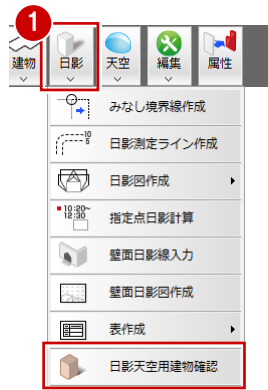 1
建物 日影 天空 編集 属性
みなし境界線作成
10
5
日影測定ライン作成
日影図作成
10:20~
12:30
指定点日影計算
壁面日影線入力
壁面日影図作成
表作成
日影天空用建物確認